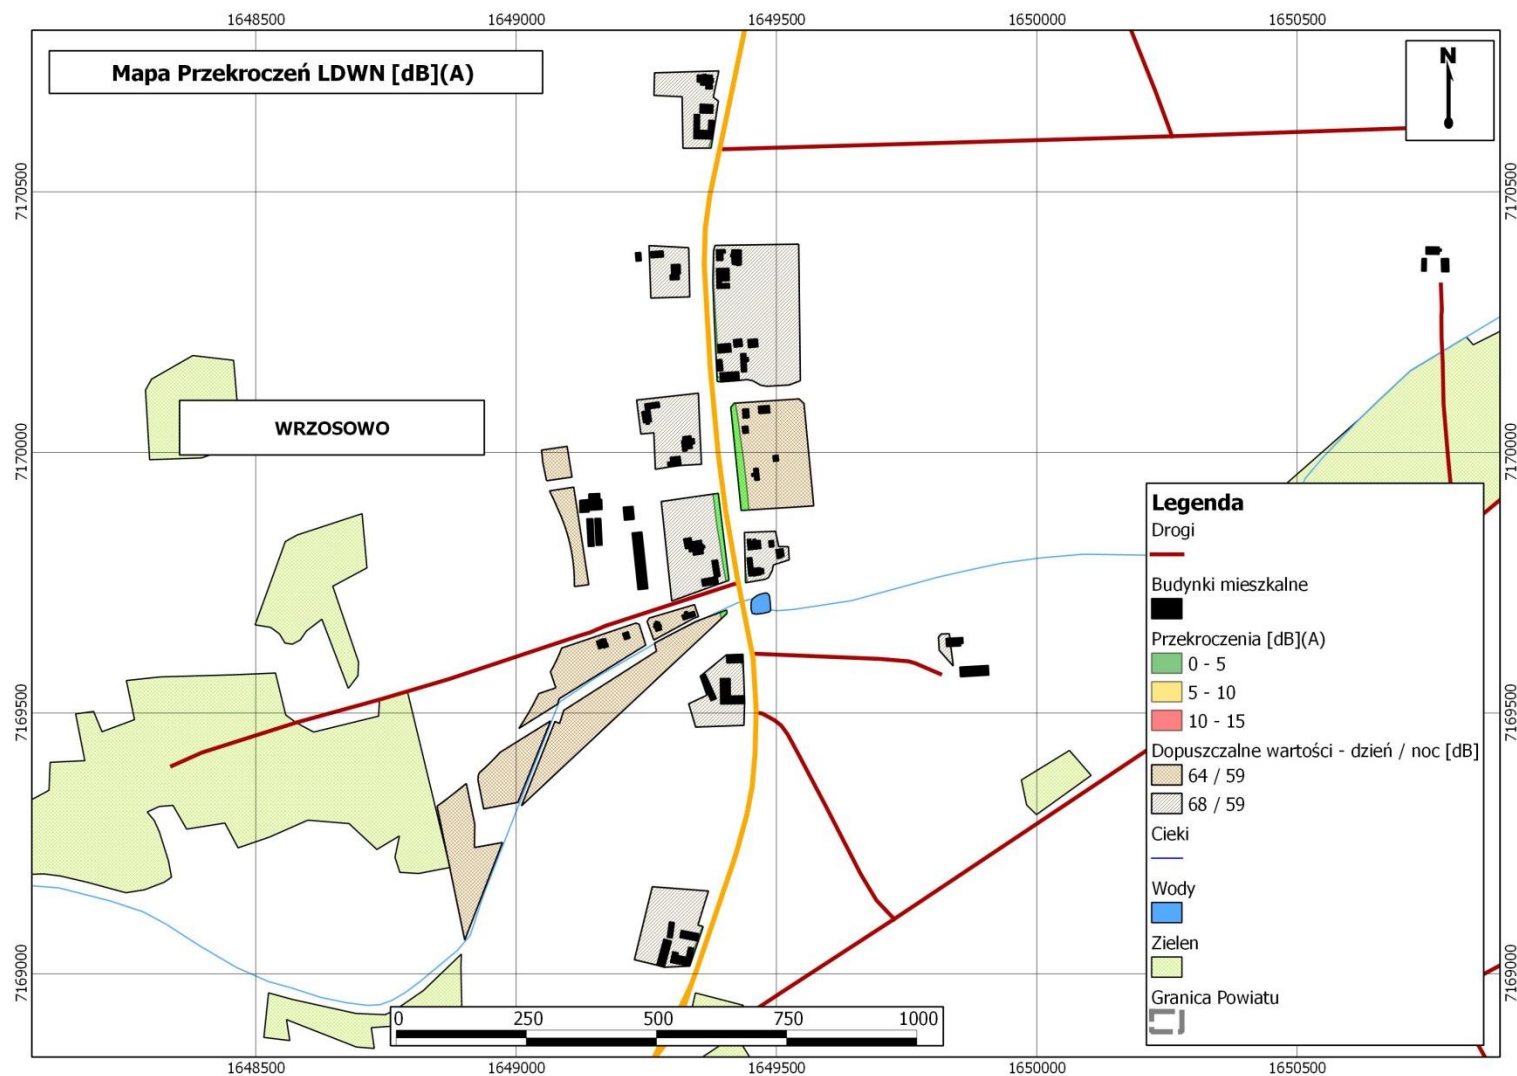 1648500 1649000 1649500 1650000 1650500
Mapa Przekroczeń LDWN [dB](A)
N
7170500 7170500
WRZOSOWO
7170000 7170000
Legenda
Drogi
Budynki mieszkalne
Przekroczenia [dB](A)
0 - 5
5 - 10
10 - 15
Dopuszczalne wartości - dzień / noc [dB]
64 / 59
68 / 59
Cieki
Wody
Zielen
Granica Powiatu
7169500 7169500
7169000 7169000
0 250 500 750 1000
1648500 1649000 1649500 1650000 1650500